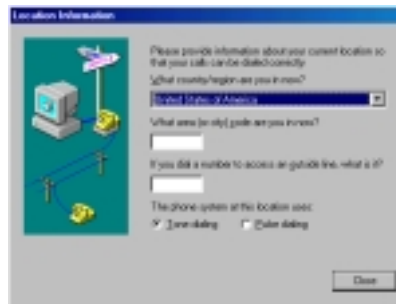 Location Information
Please provide information about your current location so
that your calls can be dialed correctly.
What country/region are you in now?
United States of America
What area (or city) code are you in now?
If you dial a number to access an outside line, what is it?
The phone system at this location uses:
Tone dialing Pulse dialing
Close